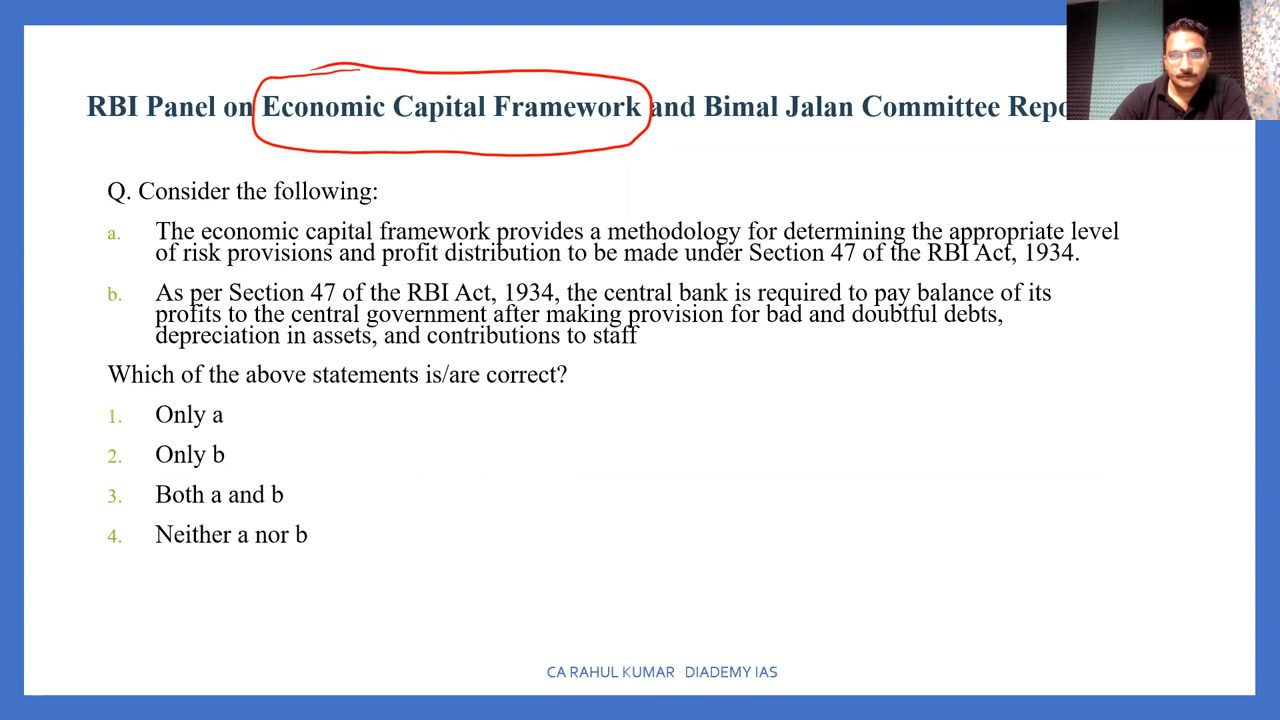 RBI Panel on Economic Capital Framework and Bimal Jalan Committee
Q. Consider the following:
a. The economic capital framework provides a methodology for determining the appropriate level
of risk provisions and profit distribution to be made under Section 47 of the RBI Act, 1934.
b. As per Section 47 of the RBI Act, 1934, the central bank is required to pay balance of its
profits to the central government after making provision for bad and doubtful debts,
depreciation in assets, and contributions to staff
Which of the above statements is/are correct?
1. Only a
2. Only b
3. Both a and b
4. Neither a nor b
CA RAHUL KUMAR DIADEMY IAS